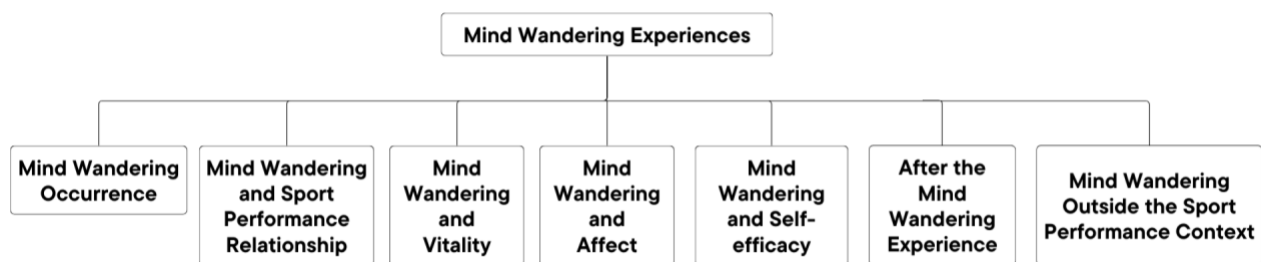 Mind Wandering Experiences
Mind Wandering
Occurrence
Mind Wandering
and Sport
Performance
Relationship
Mind
Wandering
and
Vitality
Mind
Wandering
and
Affect
Mind
Wandering
and Self-
efficacy
After the
Mind
Wandering
Experience
Mind Wandering
Outside the Sport
Performance Context